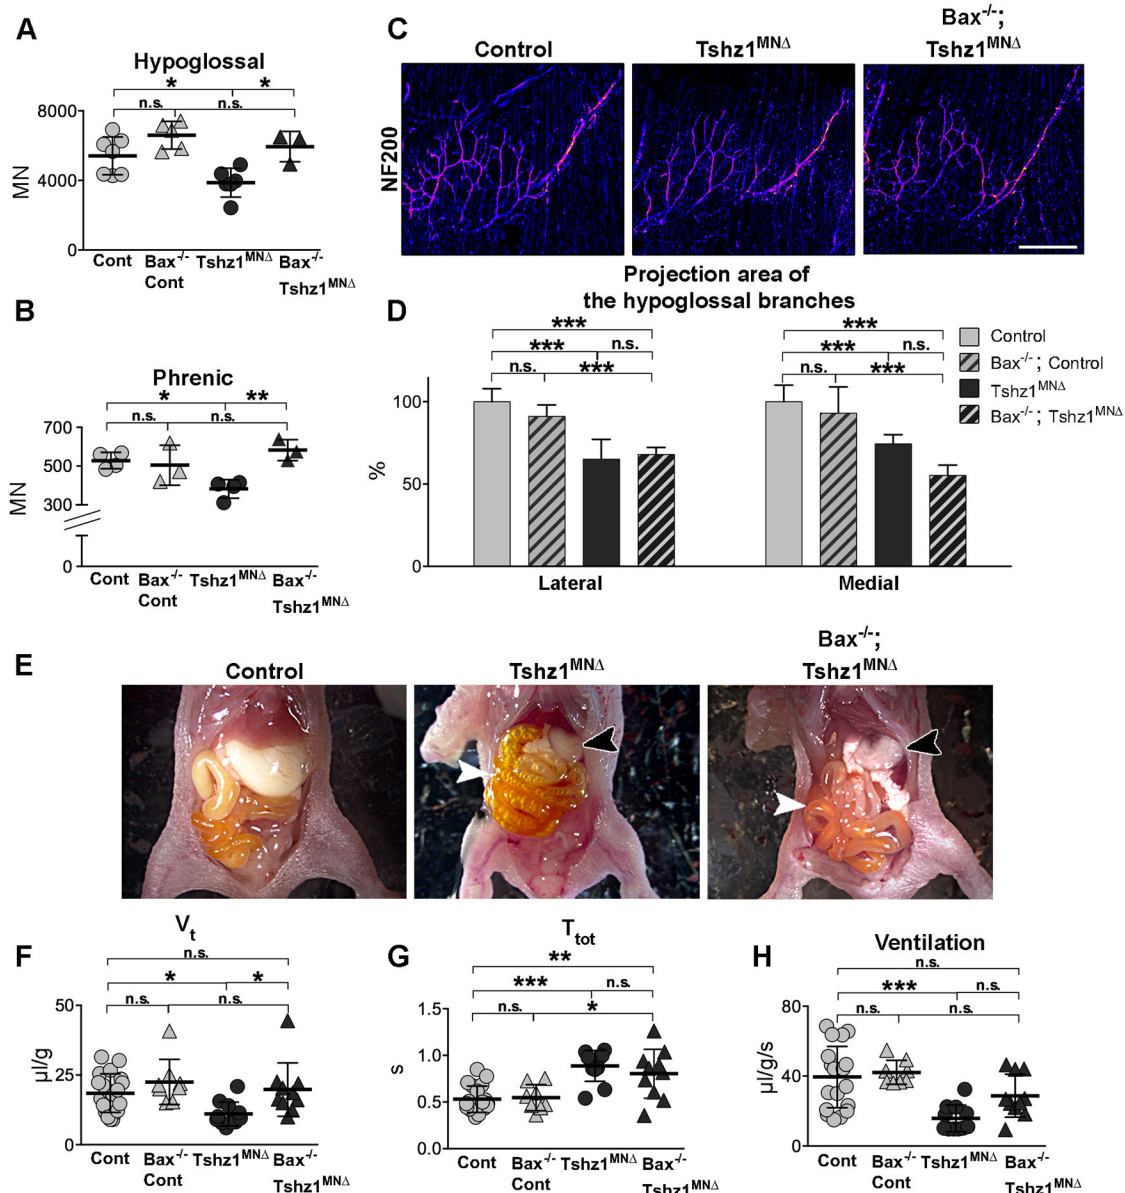 A
Hypoglossal
* *
n.s. n.s.
8000
4000
0
MN
Cont Bax-/- Cont Tshz1MNΔ Bax-/- Tshz1MNΔ
B
Phrenic
* **
n.s. n.s.
700
500
300
0
MN
Cont Bax-/- Cont Tshz1MNΔ Bax-/- Tshz1MNΔ
C
Control
Tshz1MNΔ
Bax-/-;
Tshz1MNΔ
NF200
D
Projection area of
the hypoglossal branches
*** ***
*** n.s. *** n.s.
n.s. *** n.s. ***
100
50
0
%
Lateral Medial
Control
Bax-/-; Control
Tshz1MNΔ
Bax-/-; Tshz1MNΔ
E
Control
Tshz1MNΔ
Bax-/-;
Tshz1MNΔ
F
Vt
n.s.
* *
n.s. n.s.
50
25
0
µl/g
Cont Bax-/- Cont Tshz1MNΔ Bax-/- Tshz1MNΔ
G
Ttot
**
*** n.s.
n.s. *
1.5
1.0
0.5
0.0
s
Cont Bax-/- Cont Tshz1MNΔ Bax-/- Tshz1MNΔ
H
Ventilation
n.s.
*** n.s.
n.s. n.s.
80
40
0
µl/g/s
Cont Bax-/- Cont Tshz1MNΔ Bax-/- Tshz1MNΔ